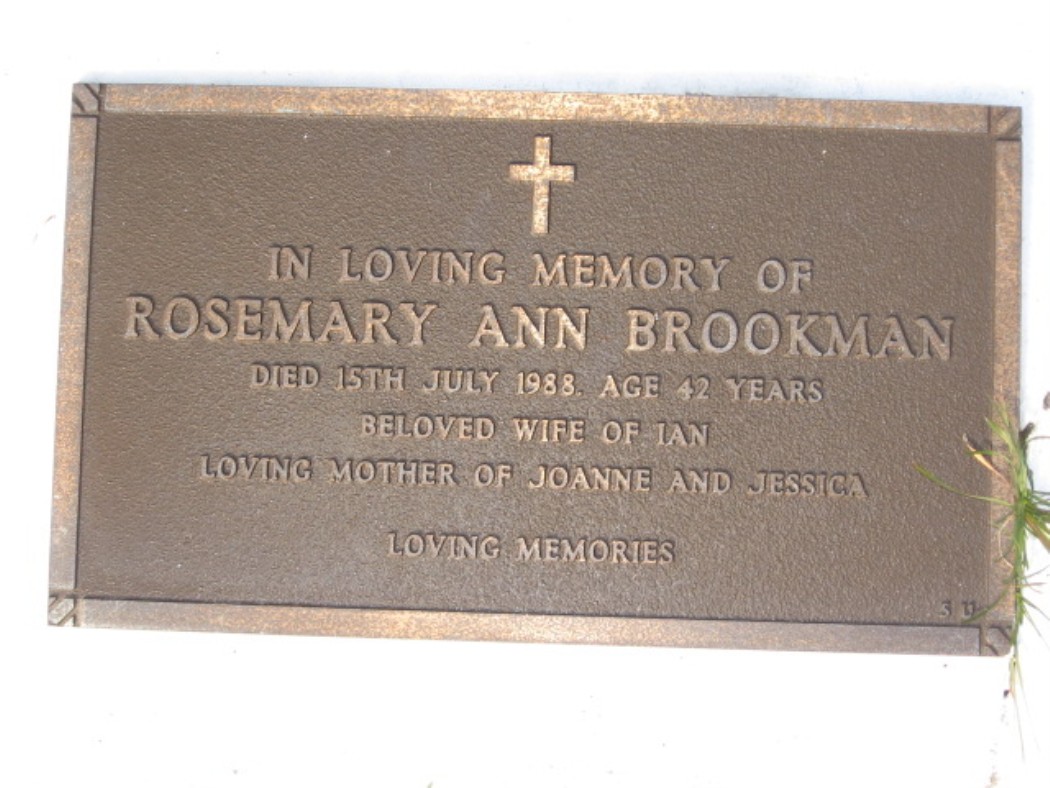 IN LOVING MEMORY OF
ROSEMARY ANN BROOKMAN
DIED 15TH JULY 1988. AGE 42 YEARS
BELOVED WIFE OF IAN
LOVING MOTHER OF JOANNE AND JESSICA
LOVING MEMORIES